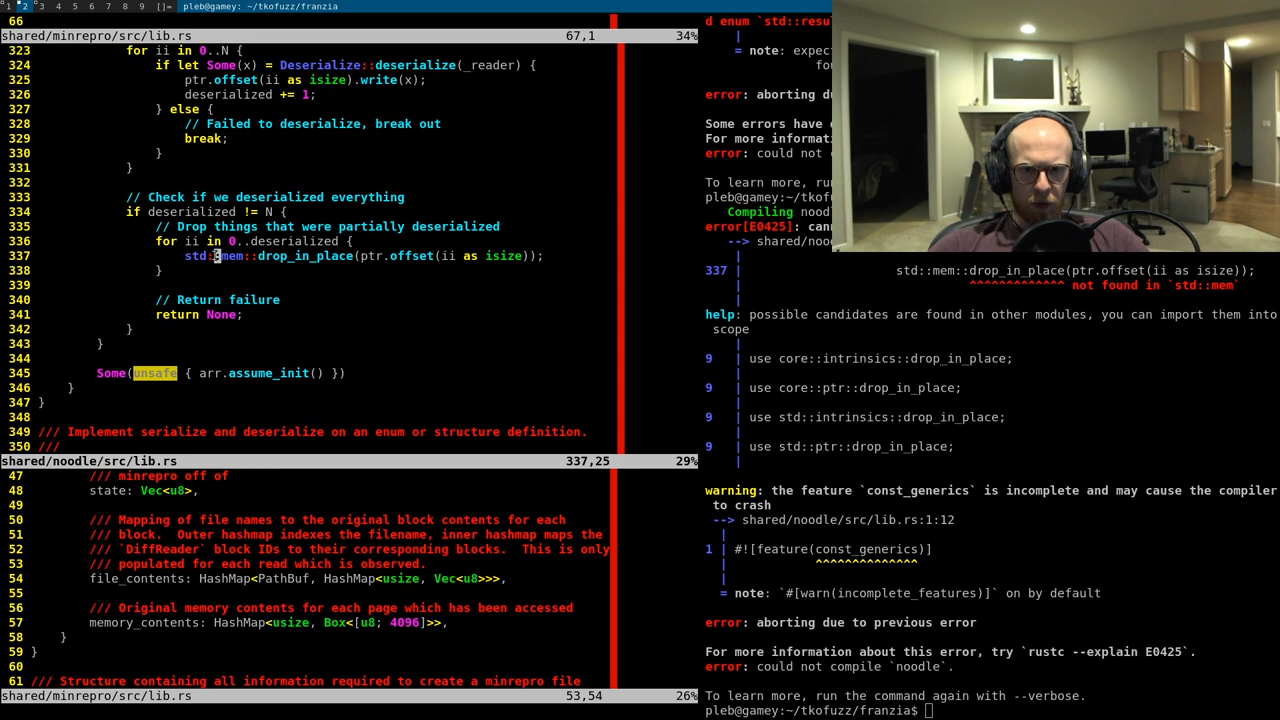 1 2 3 4 5 6 7 8 9 []= pleb@gamey: ~/tkofuzz/franzia
66
shared/minrepro/src/lib.rs 67,1 34%
323 for ii in 0..N {
324 if let Some(x) = Deserialize::deserialize(_reader) {
325 ptr.offset(ii as isize).write(x);
326 deserialized += 1;
327 } else {
328 // Failed to deserialize, break out
329 break;
330 }
331 }
332
333 // Check if we deserialized everything
334 if deserialized != N {
335 // Drop things that were partially deserialized
336 for ii in 0..deserialized {
337 std::mem::drop_in_place(ptr.offset(ii as isize));
338 }
339
340 // Return failure
341 return None;
342 }
343 }
344
345 Some(unsafe { arr.assume_init() })
346 }
347 }
348
349 /// Implement serialize and deserialize on an enum or structure definition.
350 ///
shared/noodle/src/lib.rs 337,25 29%
47 /// minrepro off of
48 state: Vec<u8>,
49
50 /// Mapping of file names to the original block contents for each
51 /// block. Outer hashmap indexes the filename, inner hashmap maps the
52 /// `DiffReader` block IDs to their corresponding blocks. This is only
53 /// populated for each read which is observed.
54 file_contents: HashMap<PathBuf, HashMap<usize, Vec<u8>>>,
55
56 /// Original memory contents for each page which has been accessed
57 memory_contents: HashMap<usize, Box<[u8; 4096]>>,
58 }
59 }
60
61 /// Structure containing all information required to create a minrepro file
shared/minrepro/src/lib.rs 53,54 26%
d enum `std::resu
|
= note: expec
fou
error: aborting du
Some errors have
For more informati
error: could not
To learn more, run
pleb@gamey:~/tkofu
Compiling nood
error[E0425]: cann
--> shared/nood
|
337 | std::mem::drop_in_place(ptr.offset(ii as isize));
| ^^^^^^^^^^^^^ not found in `std::mem`
|
help: possible candidates are found in other modules, you can import them into
scope
|
9 | use core::intrinsics::drop_in_place;
|
9 | use core::ptr::drop_in_place;
|
9 | use std::intrinsics::drop_in_place;
|
9 | use std::ptr::drop_in_place;
|
warning: the feature `const_generics` is incomplete and may cause the compiler
to crash
--> shared/noodle/src/lib.rs:1:12
|
1 | #![feature(const_generics)]
| ^^^^^^^^^^^^^^
|
= note: `#[warn(incomplete_features)]` on by default
error: aborting due to previous error
For more information about this error, try `rustc --explain E0425`.
error: could not compile `noodle`.
To learn more, run the command again with --verbose.
pleb@gamey:~/tkofuzz/franzia$